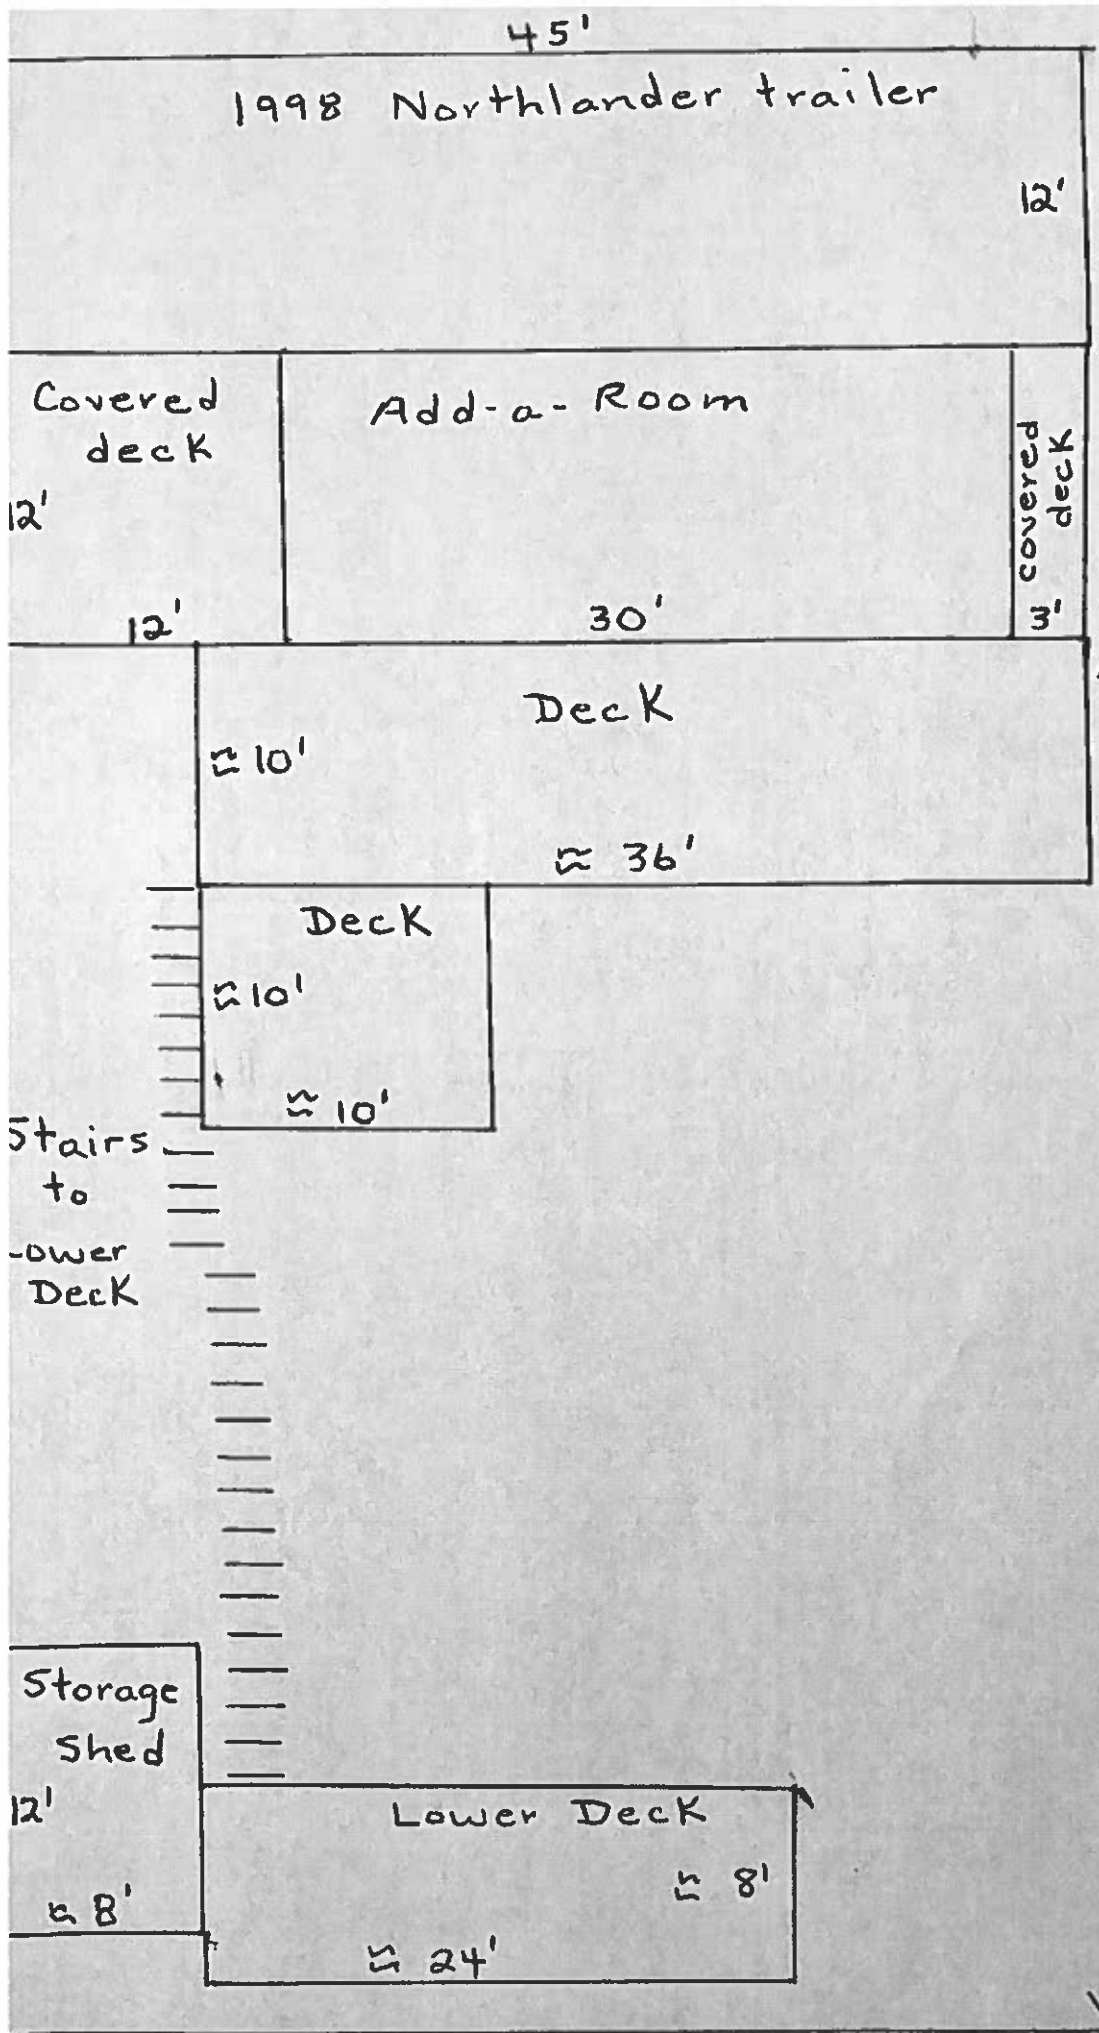 45'
1998 Northlander trailer
12'
Covered
deck
12'
12'
Add-a-Room
30'
covered
deck
3'
Deck
≈ 10'
≈ 36'
Deck
≈ 10'
≈ 10'
Stairs
to
Lower
Deck
Storage
Shed
12'
≈ 8'
Lower Deck
≈ 8'
≈ 24'